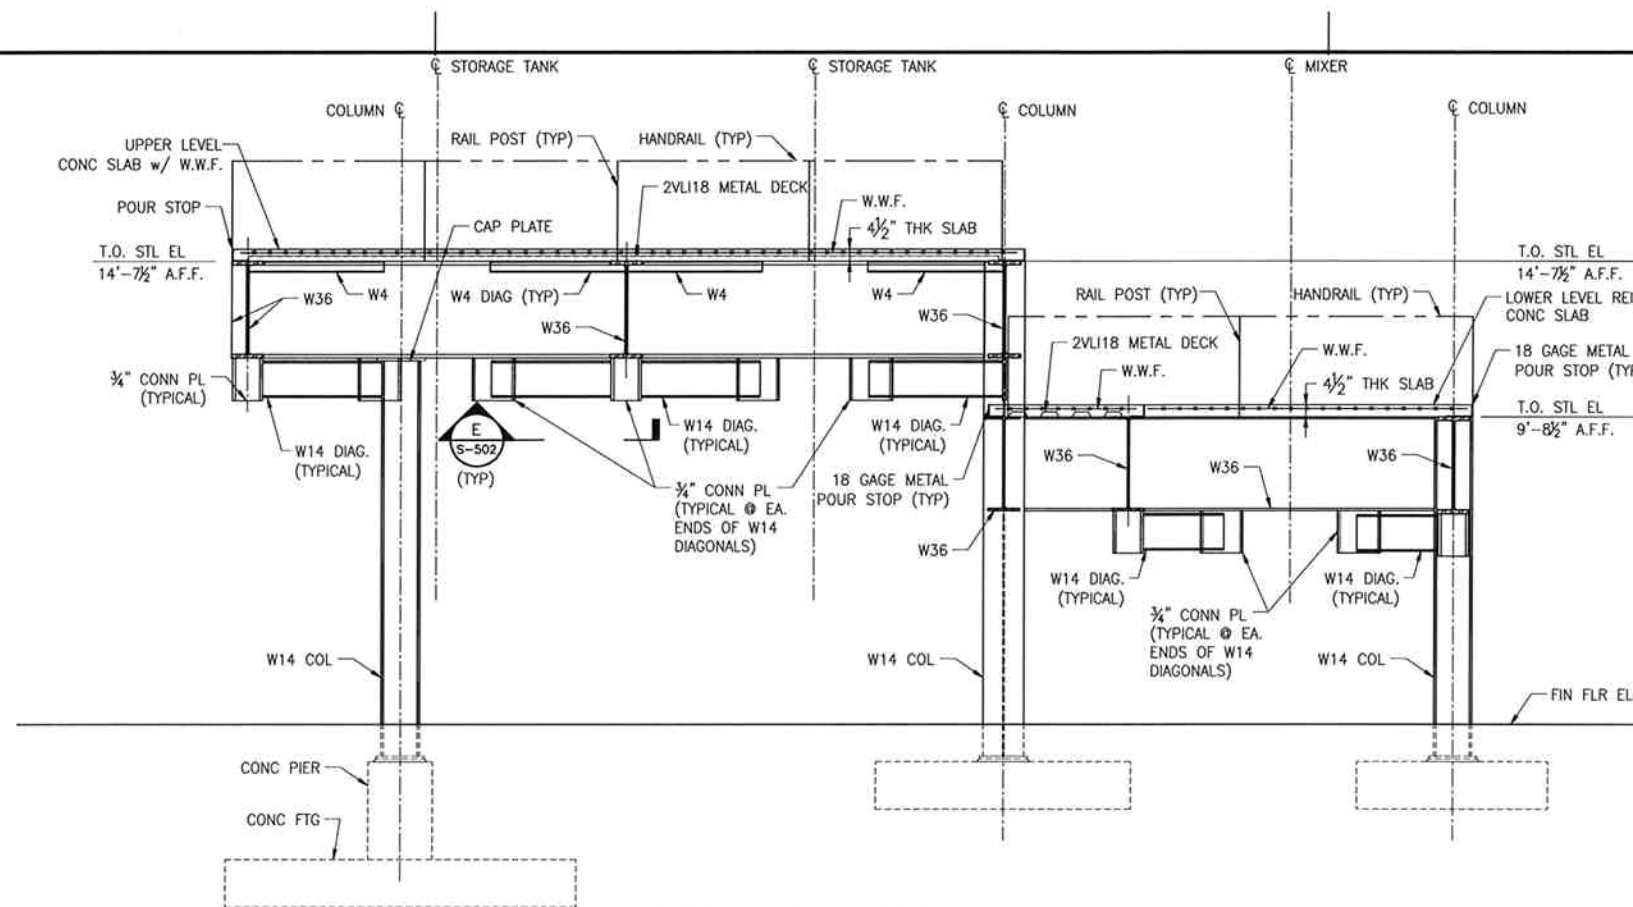 ℄ STORAGE TANK
℄ STORAGE TANK
℄ MIXER
COLUMN ℄
℄ COLUMN
℄ COLUMN
UPPER LEVEL
CONC SLAB w/ W.W.F.
RAIL POST (TYP)
HANDRAIL (TYP)
2VLI18 METAL DECK
W.W.F.
POUR STOP
CAP PLATE
4½" THK SLAB
T.O. STL EL
14'-7½" A.F.F.
T.O. STL EL
14'-7½" A.F.F.
W36
W4
W4 DIAG (TYP)
W4
W4
W36
W36
RAIL POST (TYP)
HANDRAIL (TYP)
LOWER LEVEL REI
CONC SLAB
2VLI18 METAL DECK
W.W.F.
W.W.F.
18 GAGE METAL
POUR STOP (TYP
¾" CONN PL
(TYPICAL)
4½" THK SLAB
T.O. STL EL
9'-8½" A.F.F.
W14 DIAG.
(TYPICAL)
E
S-502
(TYP)
W14 DIAG.
(TYPICAL)
W14 DIAG.
(TYPICAL)
W36
W36
W36
18 GAGE METAL
POUR STOP (TYP)
¾" CONN PL
(TYPICAL @ EA.
ENDS OF W14
DIAGONALS)
W36
W14 DIAG.
(TYPICAL)
W14 DIAG.
(TYPICAL)
¾" CONN PL
(TYPICAL @ EA.
ENDS OF W14
DIAGONALS)
W14 COL
W14 COL
W14 COL
FIN FLR EL
CONC PIER
CONC FTG